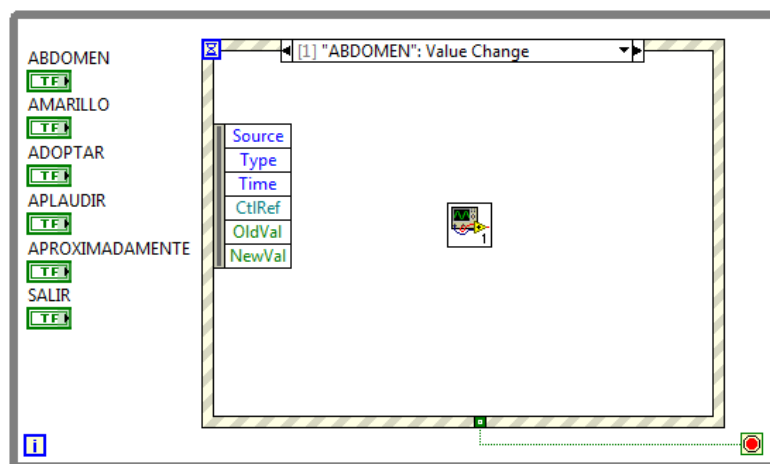 [1] "ABDOMEN": Value Change
ABDOMEN
TF
AMARILLO
TF
ADOPTAR
TF
APLAUDIR
TF
APROXIMADAMENTE
TF
SALIR
TF
Source
Type
Time
CtlRef
OldVal
NewVal
1
i